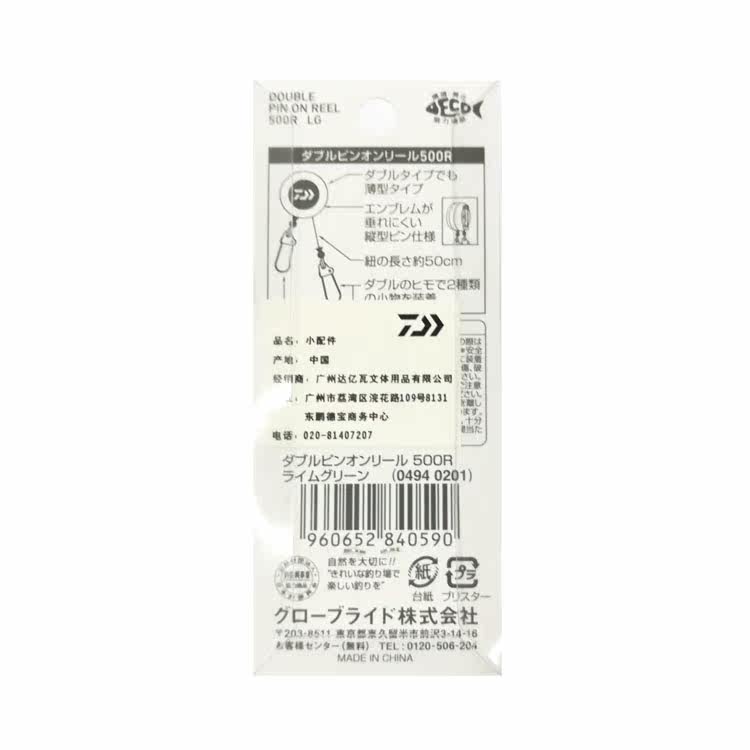 DOUBLE
PIN ON REEL
500R LG
ECO
ダブルピンオンリール500R
ダブルタイプでも
薄型タイプ
エンブレムが
垂れにくい
縦型ピン仕様
紐の長さ約50cm
ダブルのヒモで2種類
の小物を装着
品名: 小配件
产地: 中国
经销商: 广州达亿瓦文体用品有限公司
广州市荔湾区浣花路109号8131
东鹏德宝商务中心
电话: 020-81407207
ダブルピンオンリール 500R
ライムグリーン (0494 0201)
960652 840590
自然を大切に!!
"きれいな釣り場で
楽しい釣りを"
紙
プラ
台紙 ブリスター
グローブライド株式会社
〒203-8511 東京都東久留米市前沢3-14-16
お客様センター(無料) TEL:0120-506-204
MADE IN CHINA